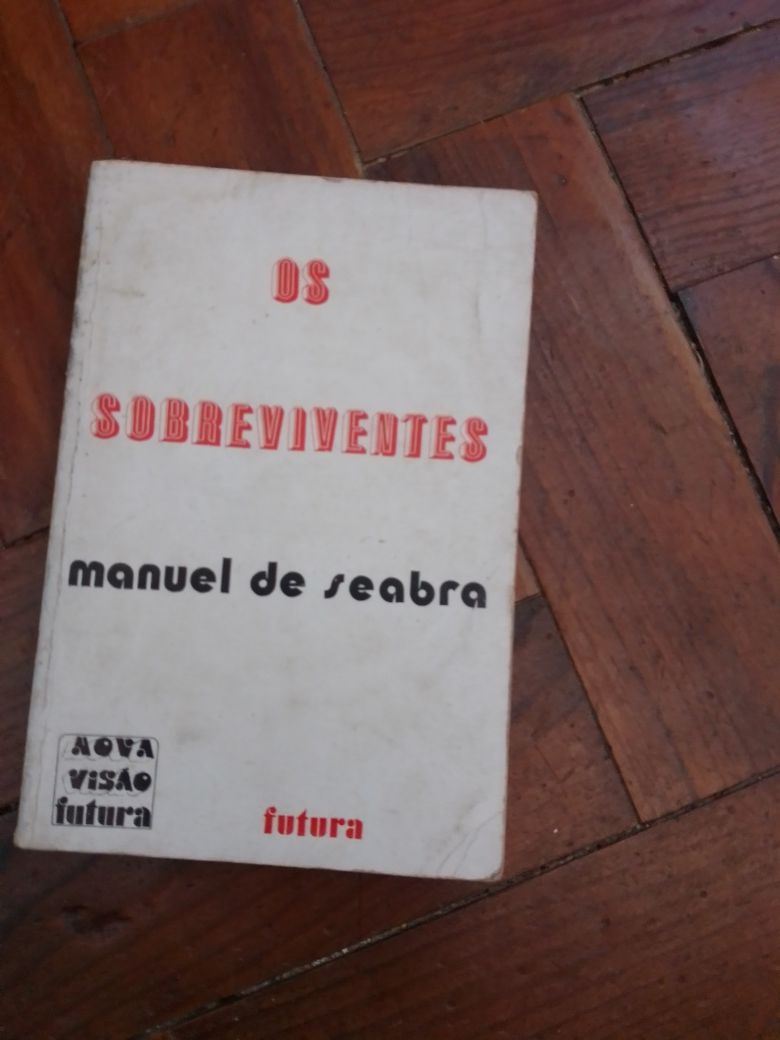 OS
SOBREVIVENTES
manuel de seabra
NOVA
ViSÃO
futura
futura